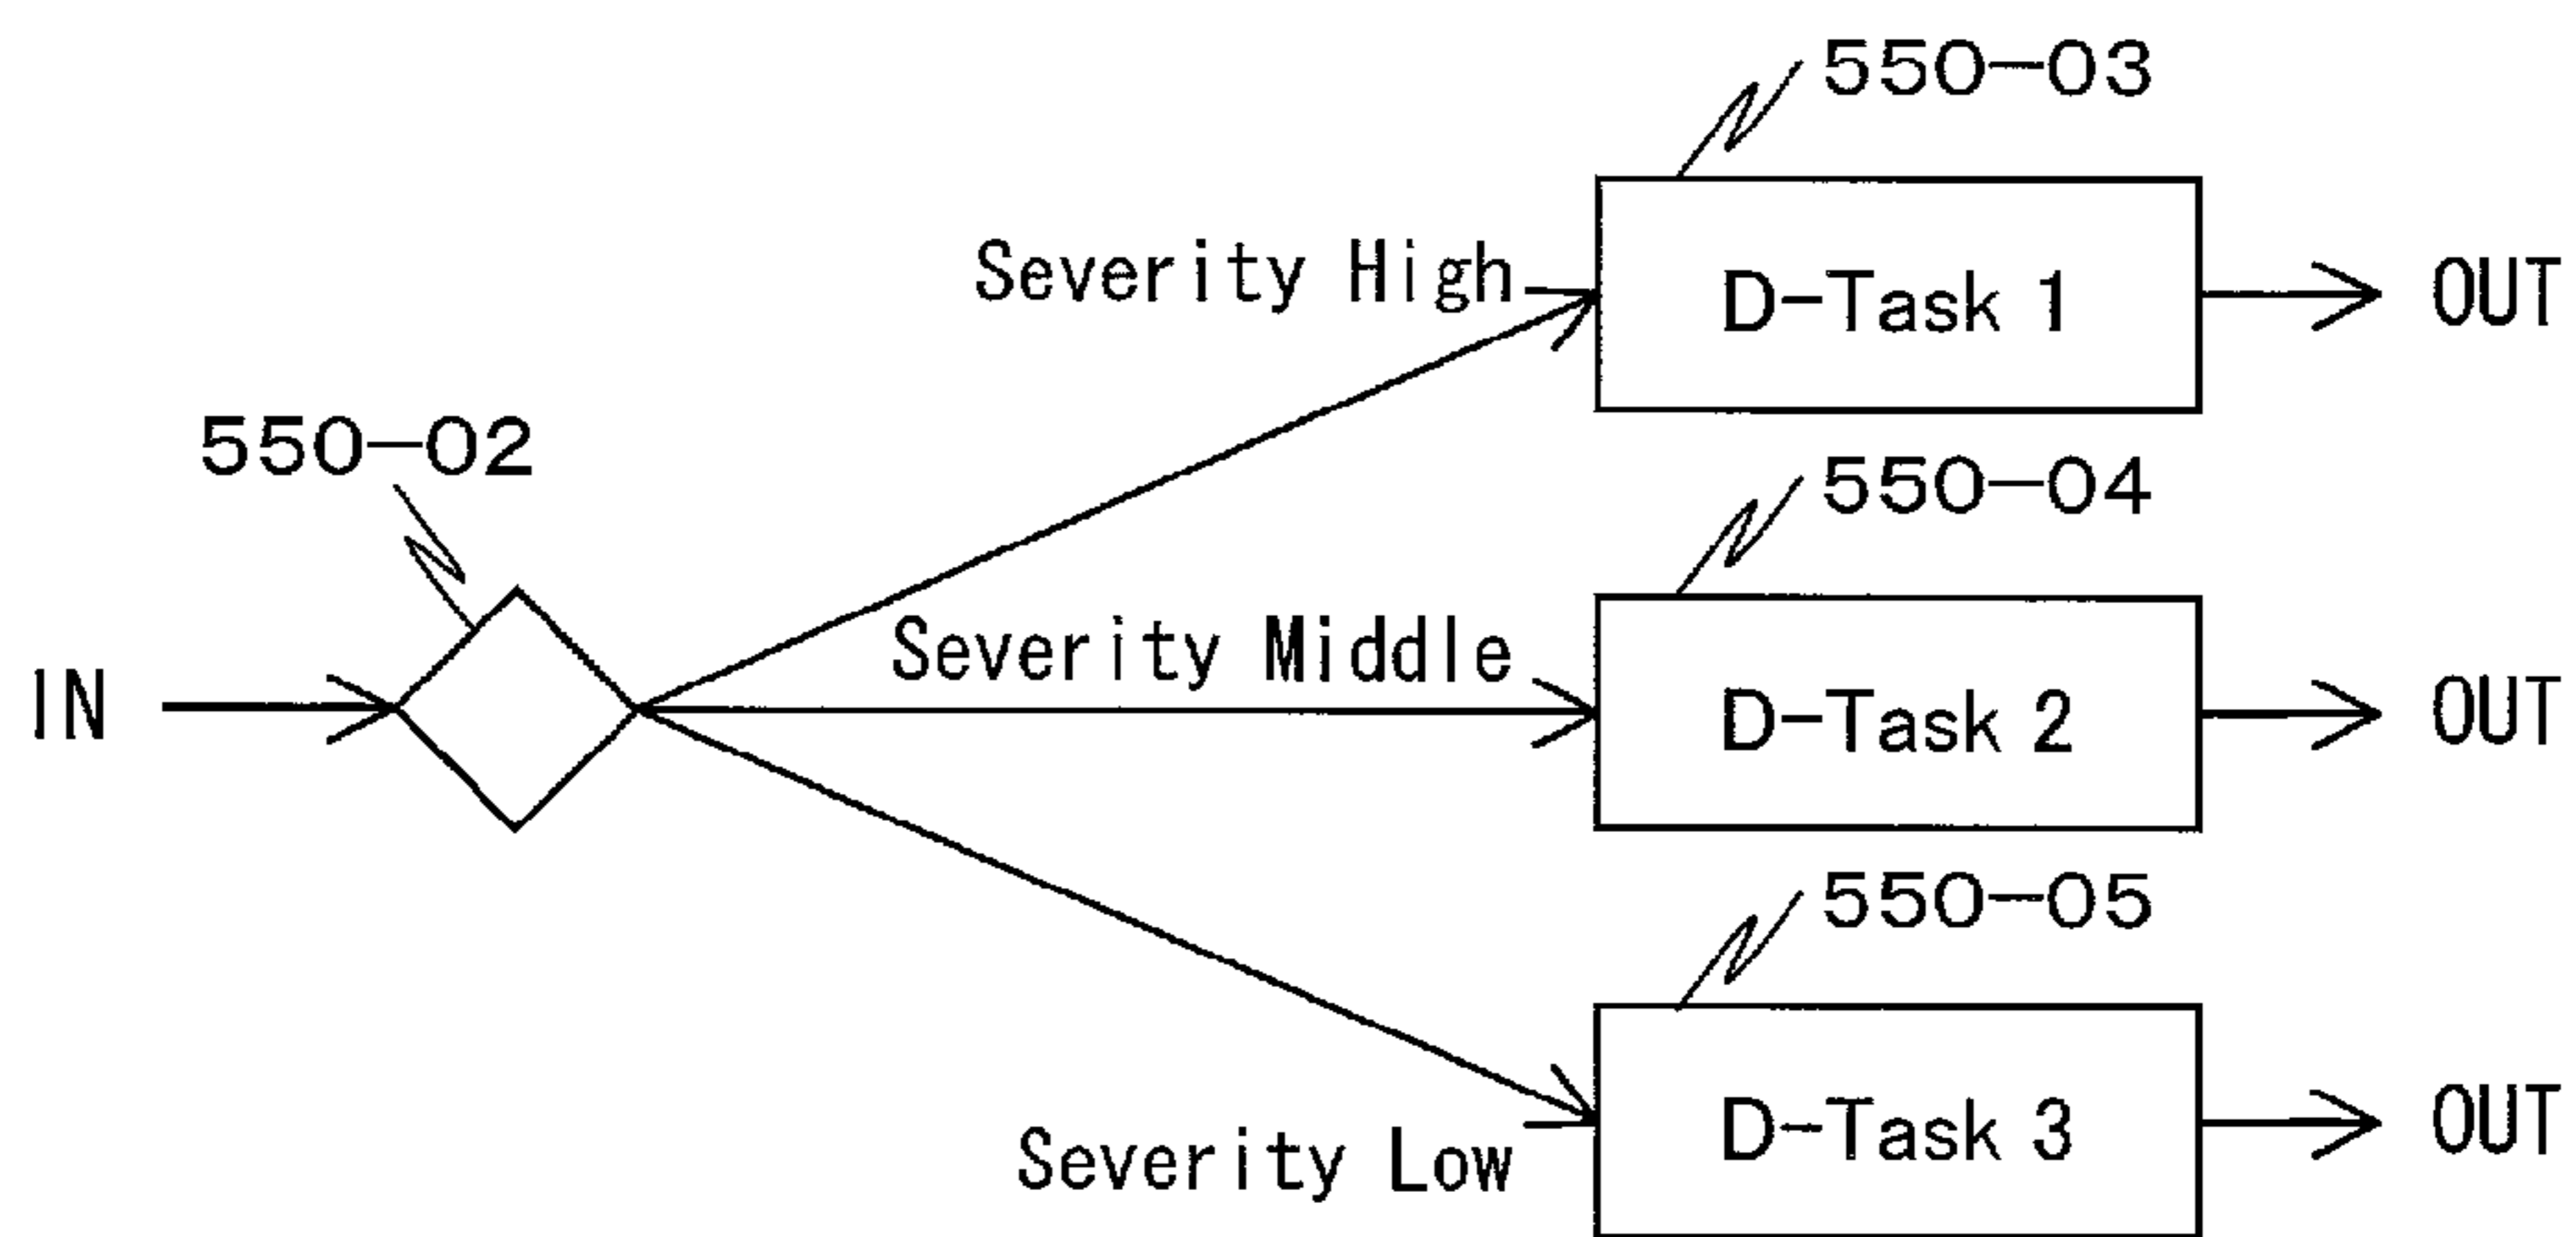 550-03
Severity High
D-Task 1
OUT
550-02
550-04
Severity Middle
IN
D-Task 2
OUT
550-05
D-Task 3
OUT
Severity Low